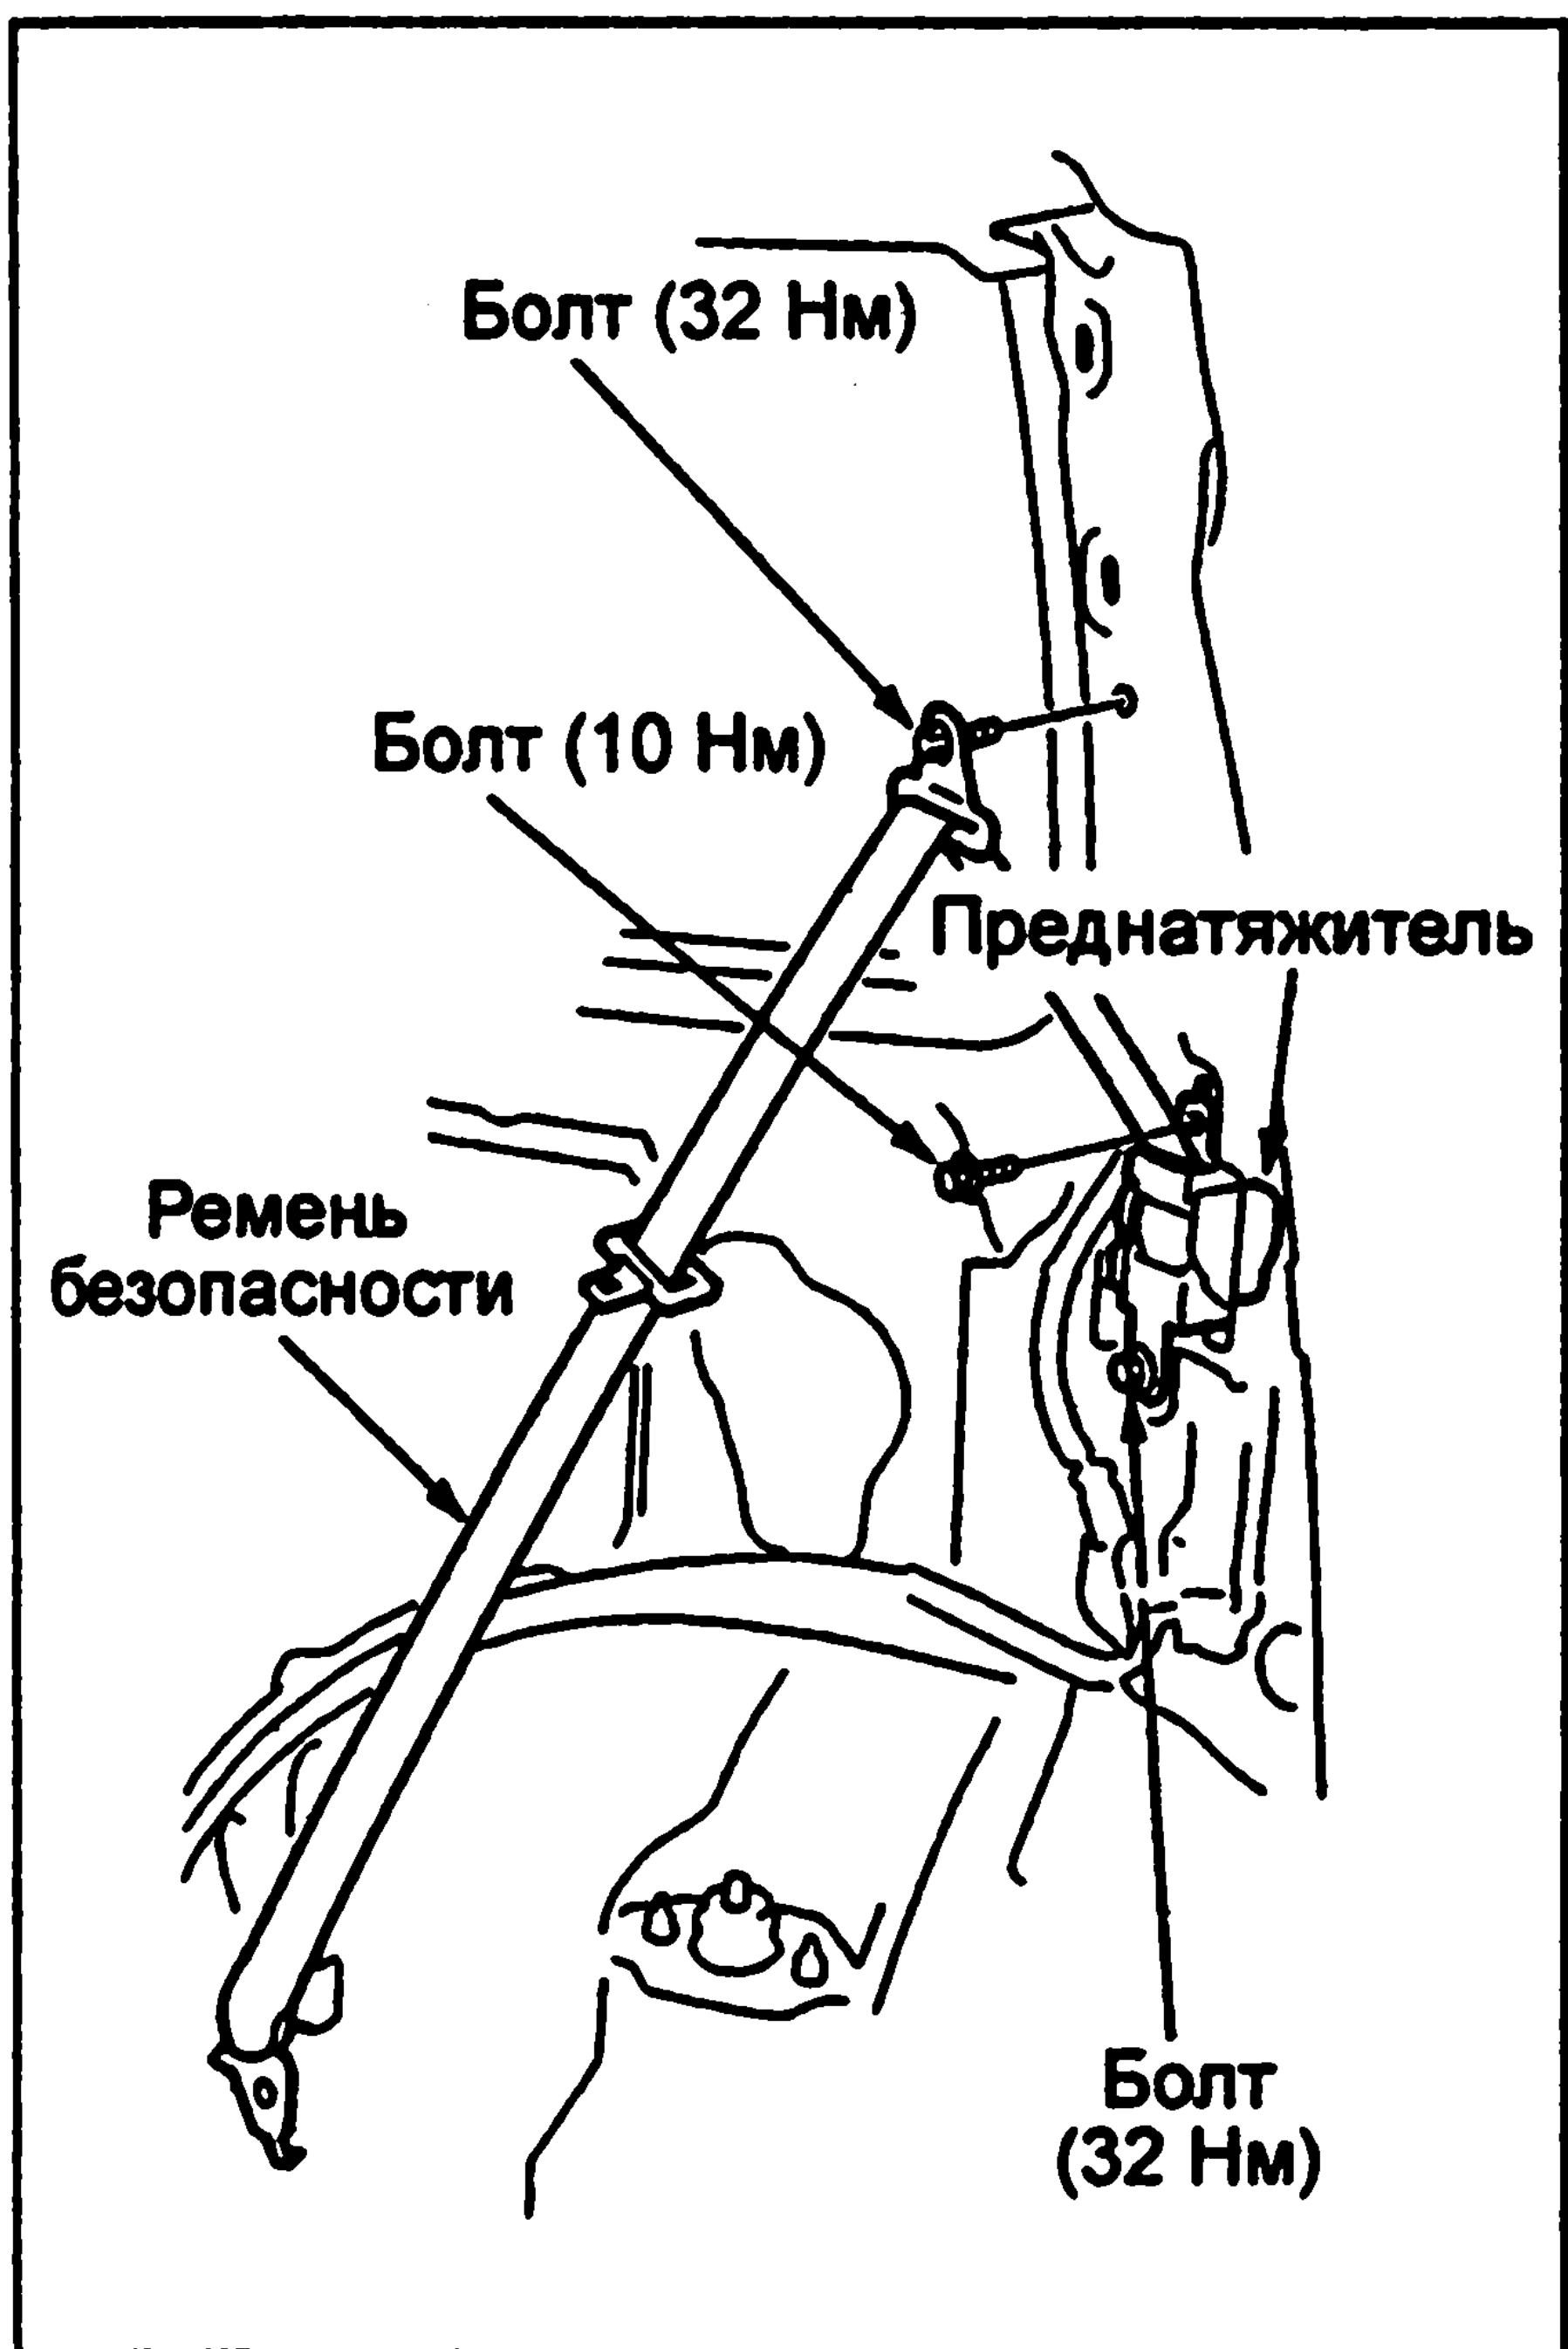 Болт (32 Нм)
Болт (10 Нм)
Преднатяжитель
Ремень
безопасности
Болт
(32 Нм)